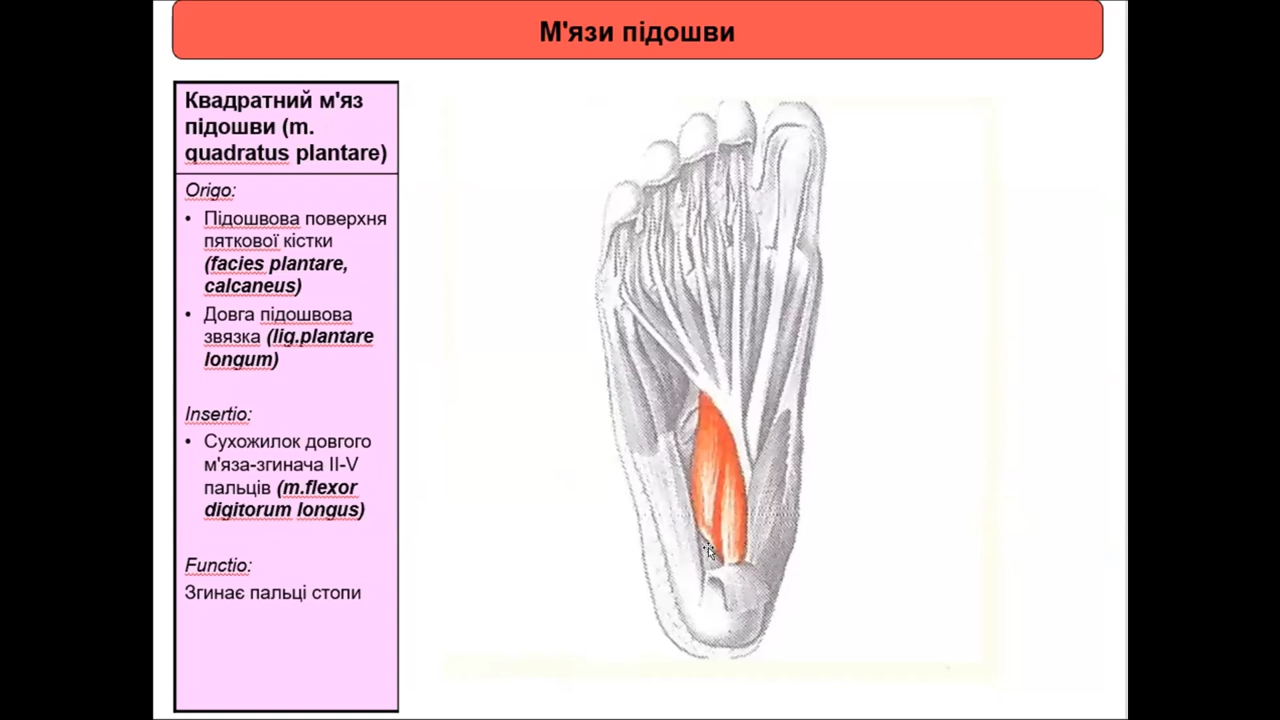 М'язи підошви
Квадратний м'яз
підошви (m.
quadratus plantare)
Origo:
• Підошвова поверхня
пяткової кістки
(facies plantare,
calcaneus)
• Довга підошвова
звязка (lig.plantare
longum)
Insertio:
• Сухожилок довгого
м'яза-згинача II-V
пальців (m.flexor
digitorum longus)
Functio:
Згинає пальці стопи